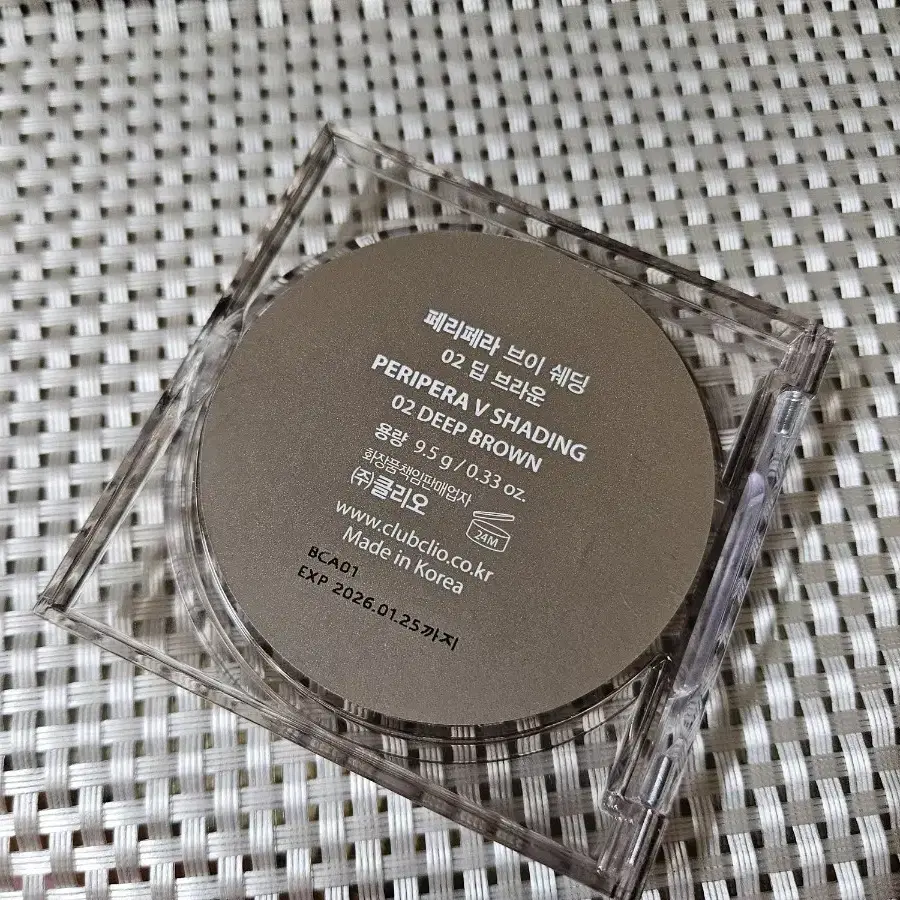 페리페라 브이 쉐딩
02 딥 브라운
PERIPERA V SHADING
02 DEEP BROWN
용량 9.5 g / 0.33 oz.
화장품책임판매업자
㈜클리오
www.clubclio.co.kr
Made in Korea
24M
BCA01
EXP 2026.01.25까지